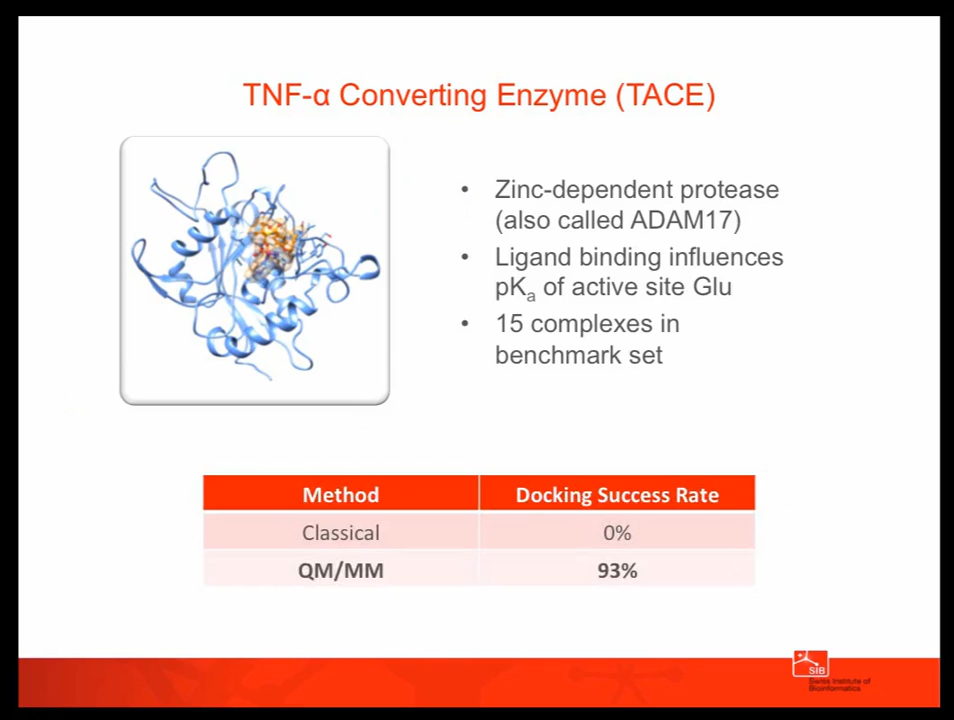 TNF-α Converting Enzyme (TACE)
• Zinc-dependent protease
(also called ADAM17)
• Ligand binding influences
pKa of active site Glu
• 15 complexes in
benchmark set
Method Docking Success Rate
Classical 0%
QM/MM 93%
SIB
Swiss Institute of
Bioinformatics